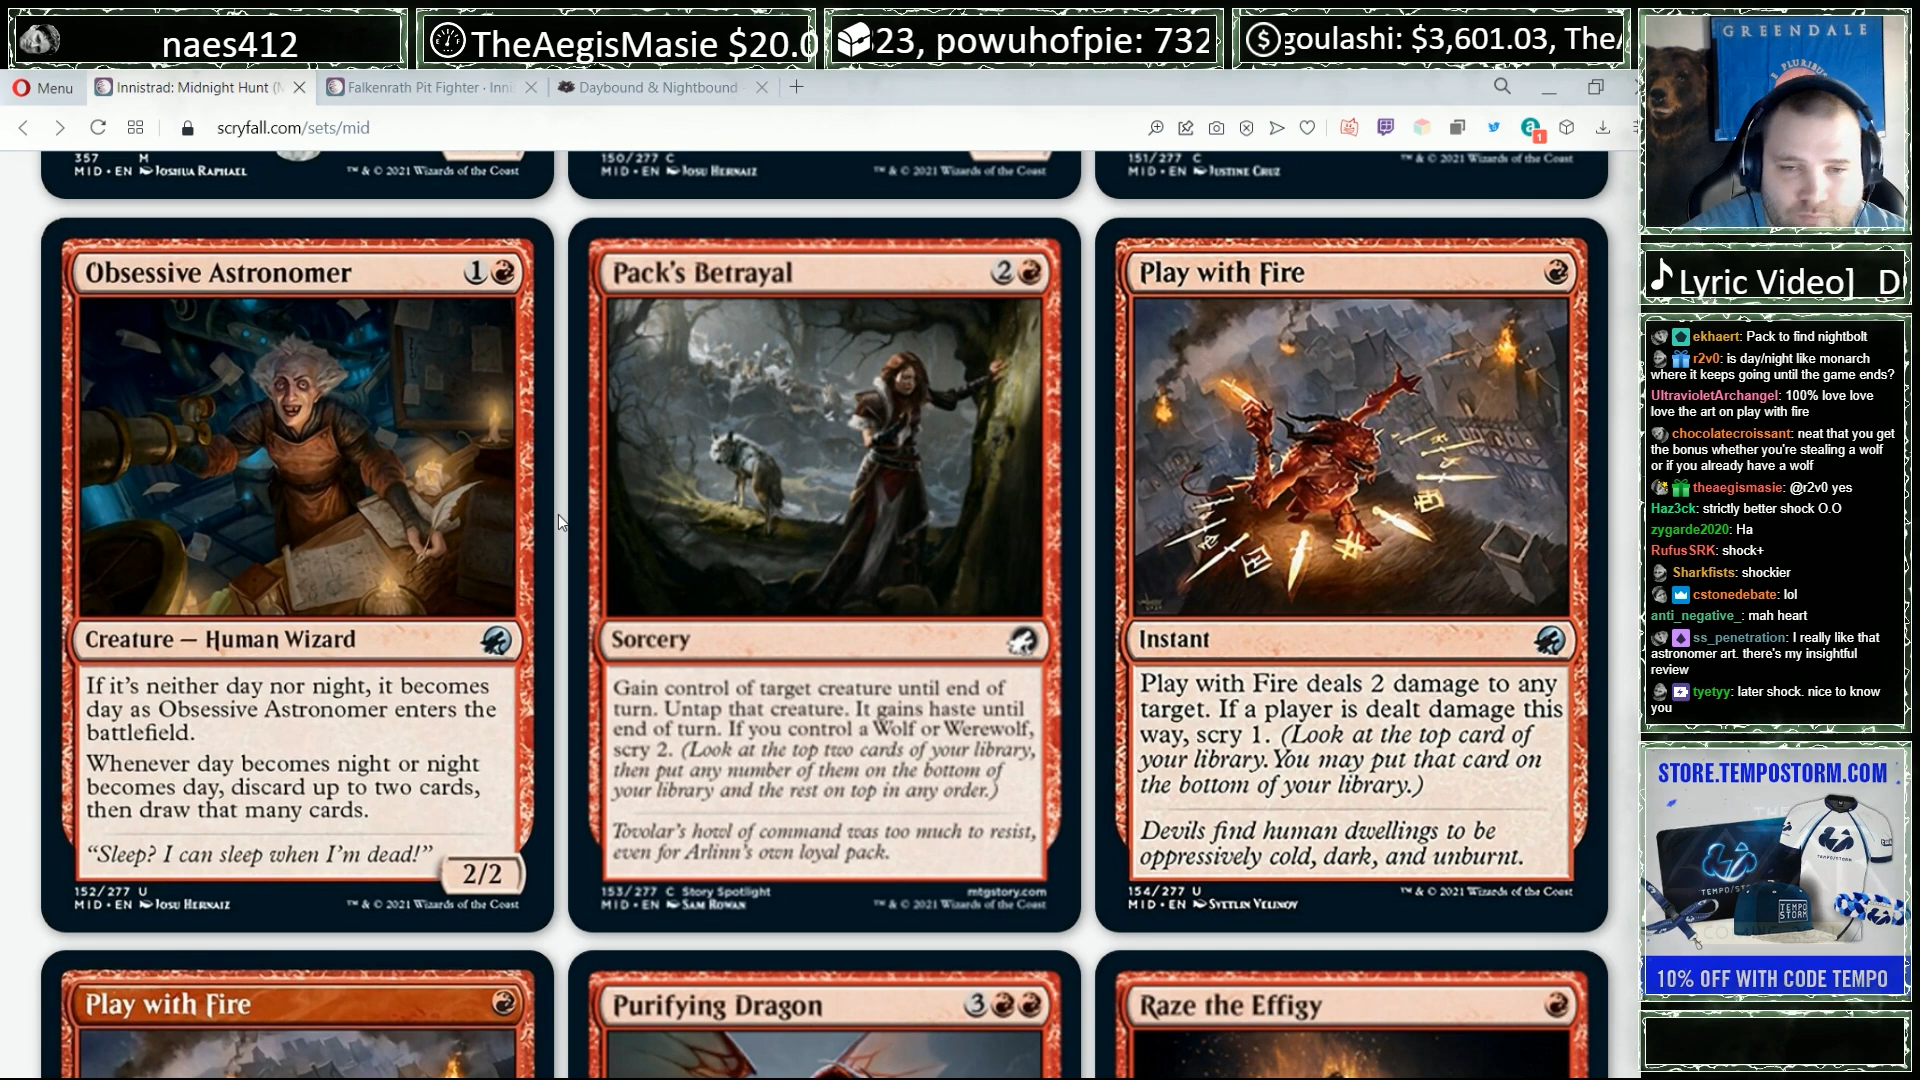 naes412
TheAegisMasie $20.0
23, powuhofpie: 732
goulashi: $3,601.03, The
Menu
Innistrad: Midnight Hunt (M
Falkenrath Pit Fighter · Inni
Daybound & Nightbound
scryfall.com/sets/mid
1
GREENDALE
357 M
MID • EN JOSHUA RAPHAEL
™ & © 2021 Wizards of the Coast
150/277 C
MID • EN JOSU HERNAIZ
™ & © 2021 Wizards of the Coast
151/277 C
MID • EN JUSTINE CRUZ
™ & © 2021 Wizards of the Coast
Obsessive Astronomer 1
Creature — Human Wizard
If it's neither day nor night, it becomes
day as Obsessive Astronomer enters the
battlefield.
Whenever day becomes night or night
becomes day, discard up to two cards,
then draw that many cards.
"Sleep? I can sleep when I'm dead!"
2/2
152/277 U
MID • EN JOSU HERNAIZ
™ & © 2021 Wizards of the Coast
Pack's Betrayal 2
Sorcery
Gain control of target creature until end of
turn. Untap that creature. It gains haste until
end of turn. If you control a Wolf or Werewolf,
scry 2. (Look at the top two cards of your library,
then put any number of them on the bottom of
your library and the rest on top in any order.)
Tovolar's howl of command was too much to resist,
even for Arlinn's own loyal pack.
153/277 C Story Spotlight
mtgstory.com
MID • EN SAM ROWAN
™ & © 2021 Wizards of the Coast
Play with Fire
Instant
Play with Fire deals 2 damage to any
target. If a player is dealt damage this
way, scry 1. (Look at the top card of
your library. You may put that card on
the bottom of your library.)
Devils find human dwellings to be
oppressively cold, dark, and unburnt.
154/277 U
MID • EN SVETLIN VELINOV
™ & © 2021 Wizards of the Coast
Play with Fire
Purifying Dragon 3
Raze the Effigy
Lyric Video] D
ekhaert: Pack to find nightbolt
r2v0: is day/night like monarch
where it keeps going until the game ends?
UltravioletArchangel: 100% love love
love the art on play with fire
chocolatecroissant: neat that you get
the bonus whether you're stealing a wolf
or if you already have a wolf
theaegismasie: @r2v0 yes
Haz3ck: strictly better shock O.O
zygarde2020: Ha
RufusSRK: shock+
Sharkfists: shockier
cstonedebate: lol
anti_negative_: mah heart
ss_penetration: I really like that
astronomer art. there's my insightful
review
tyetyy: later shock. nice to know
you
STORE.TEMPOSTORM.COM
TEMPO
STORM
10% OFF WITH CODE TEMPO